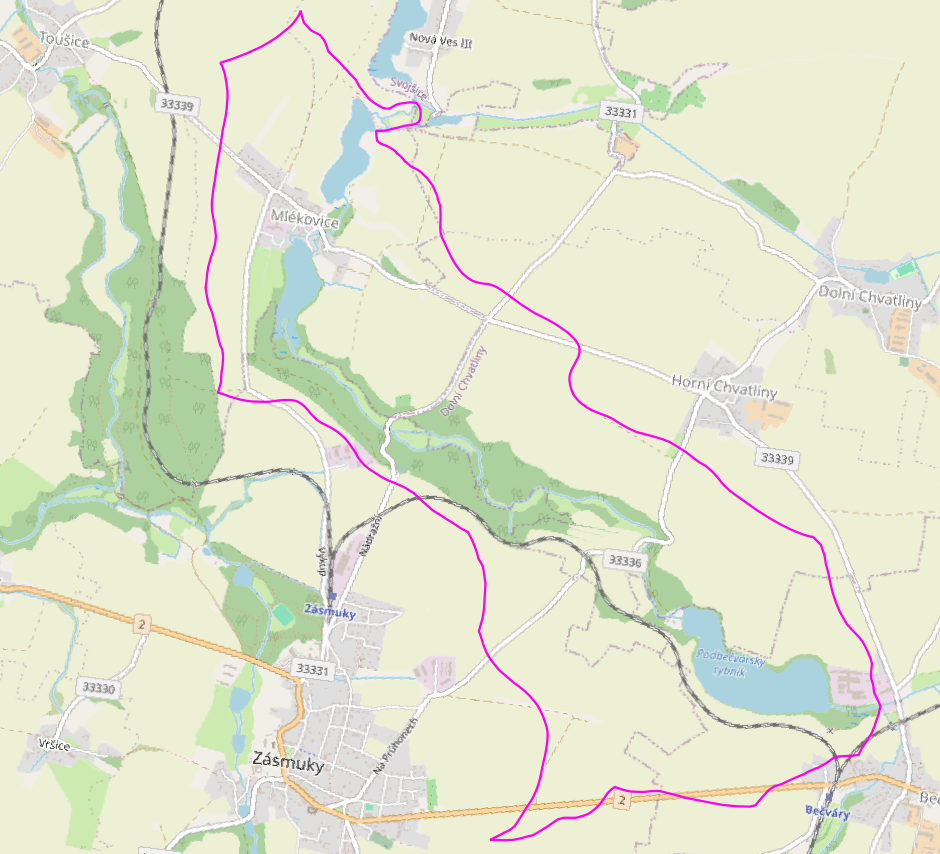 Toušice
Nová Ves III
Svojšice
33339
33331
Mlékovice
Dolní Chvatliny
Dolní Chvatliny
Horní Chvatliny
33339
Nádražní
Výkup
33336
Zásmuky
2
33331
Podbečvárský
rybník
33330
Vršice
Na Průhonech
Zásmuky
2
Bečváry
Beč